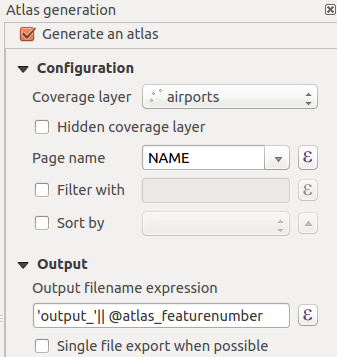 Atlas generation
Generate an atlas
Configuration
Coverage layer airports
Hidden coverage layer
Page name NAME ε
Filter with ε
Sort by
Output
Output filename expression
'output_'|| @atlas_featurenumber ε
Single file export when possible